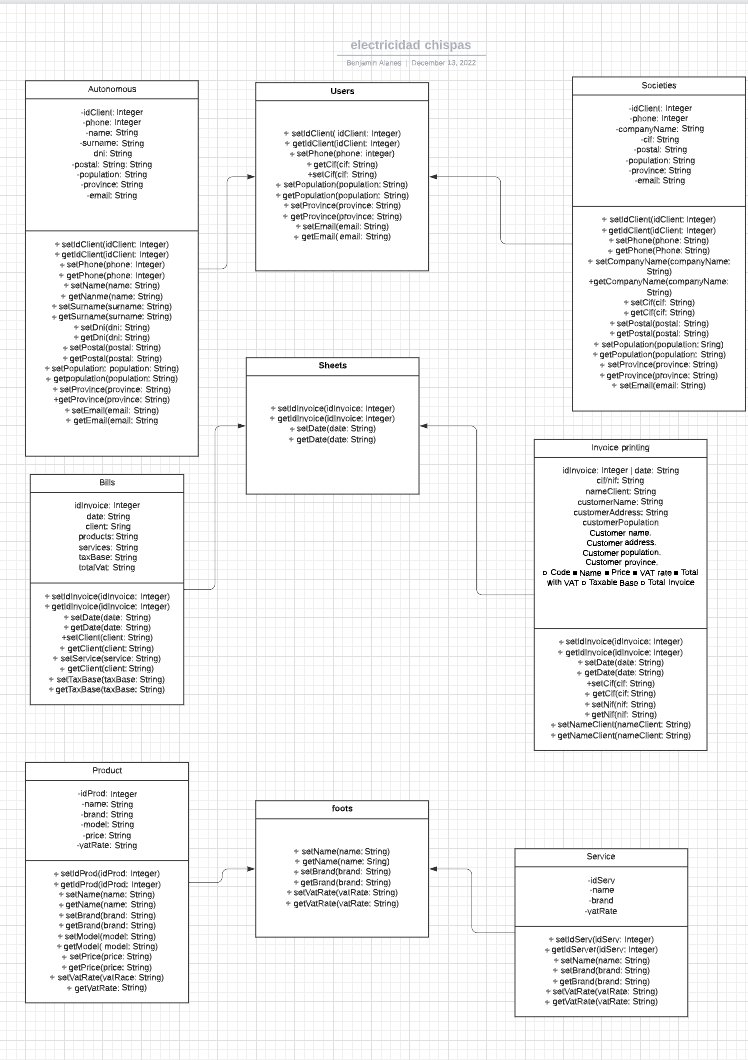 electricidad chispas
Benjamin Alanes | December 13, 2022
Autonomous
-idClient: Integer
-phone: Integer
-name: String
-surname: String
dni: String
-postal: String: String
-population: String
-province: String
-email: String
+ setIdClient(idClient: Integer)
+ getIdClient(idClient: Integer)
+ setPhone(phone: Integer)
+ getPhone(phone: Integer)
+ setName(name: String)
+ getNanme(name: String)
+ setSurname(surname: String)
+ getSurname(surname: String)
+ setDni(dni: String)
+ getDni(dni: String)
+ setPostal(postal: String)
+ getPostal(postal: String)
+ setPopulation: population: String)
+ getpopulation(population: String)
+ setProvince(province: String)
+getProvince(province: String)
+ setEmail(email: String)
+ getEmail(email: String)
Users
+ setIdClient( idClient: Integer)
+ getIdClient(idClient: Integer)
+ setPhone(phone: integer)
+ getCif(cif: String)
+setCif(cif: String)
+ setPopulation(population: String)
+ getPopulation(population: String)
+ setProvince(province: String)
+ getProvince(province: String)
+ setEmail(email: String)
+ getEmail( email: String)
Societies
-idClient: Integer
-phone: Integer
-companyName: String
-cif: String
-postal: String
-population: String
-province: String
-email: String
+ setIdClient(idClient: Integer)
+ getIdClient(idClient: Integer)
+ setPhone(phone: String)
+ getPhone(Phone: String)
+ setCompanyName(companyName:
String)
+getCompanyName(companyName:
String)
+ setCif(cif: String)
+ getCif(cif: String)
+ setPostal(postal: String)
+ getPostal(postal: String)
+ setPopulation(population: Sring)
+ getPopulation(population: String)
+ setProvince(province: String)
+ getProvince(province: String)
+ setEmail(email: String)
Sheets
+ setIdInvoice(idInvoice: Integer)
+ getIdInvoice(idInvoice: Integer)
+ setDate(date: String)
+ getDate(date: String)
Bills
idInvoice: Integer
date: String
client: Sring
products: String
services: String
taxBase: String
totalVat: String
+ setIdInvoice(idInvoice: Integer)
+ getIdInvoice(idInvoice: Integer)
+ setDate(date: String)
+ getDate(date: String)
+setClient(client: String)
+ getClient(client: String)
+ setService(service: String)
+ getClient(client: String)
+ setTaxBase(taxBase: String)
+ getTaxBase(taxBase: String)
Invoice printing
idInvoice: Integer | date: String
cif/nif: String
nameClient: String
customerName: String
customerAddress: String
customerPopulation
Customer name.
Customer address.
Customer population.
Customer province.
o Code ▪ Name ▪ Price ▪ VAT rate ▪ Total
with VAT o Taxable Base o Total Invoice
+ setIdInvoice(idInvoice: Integer)
+ getIdInvoice(idInvoice: Integer)
+ setDate(date: String)
+ getDate(date: String)
+setCif(cif: String)
+ getCif(cif: String)
+ setNif(nif: String)
+ getNif(nif: String)
+ setNameClient(nameClient: String)
+ getNameClient(nameClient: String)
Product
-idProd: Integer
-name: String
-brand: String
-model: String
-price: String
-vatRate: String
+ setIdProd(idProd: Integer)
+ getIdProd(idProd: Integer)
+ setName(name: String)
+ getName(name: String)
+ setBrand(brand: String)
+ getBrand(brand: String)
+ setModel(model: String)
+ getModel( model: String)
+ setPrice(price: String)
+ getPrice(price: String)
+ setVatRate(vatRace: String)
+ getVatRate: String)
foots
+ setName(name: String)
+ getName(name: Sring)
+ setBrand(brand: String)
+ getBrand(brand: String)
+ setVatRate(vatRate: String)
+ getVatRate(vatRate: String)
Service
-idServ
-name
-brand
-vatRate
+ setIdServ(idServ: Integer)
+ getIdServer(idServ: Integer)
+ setName(name: String)
+ setBrand(brand: String)
+ getBrand(brand: String)
+ setVatRate(vatRate: String)
+ getVatRate(vatRate: String)